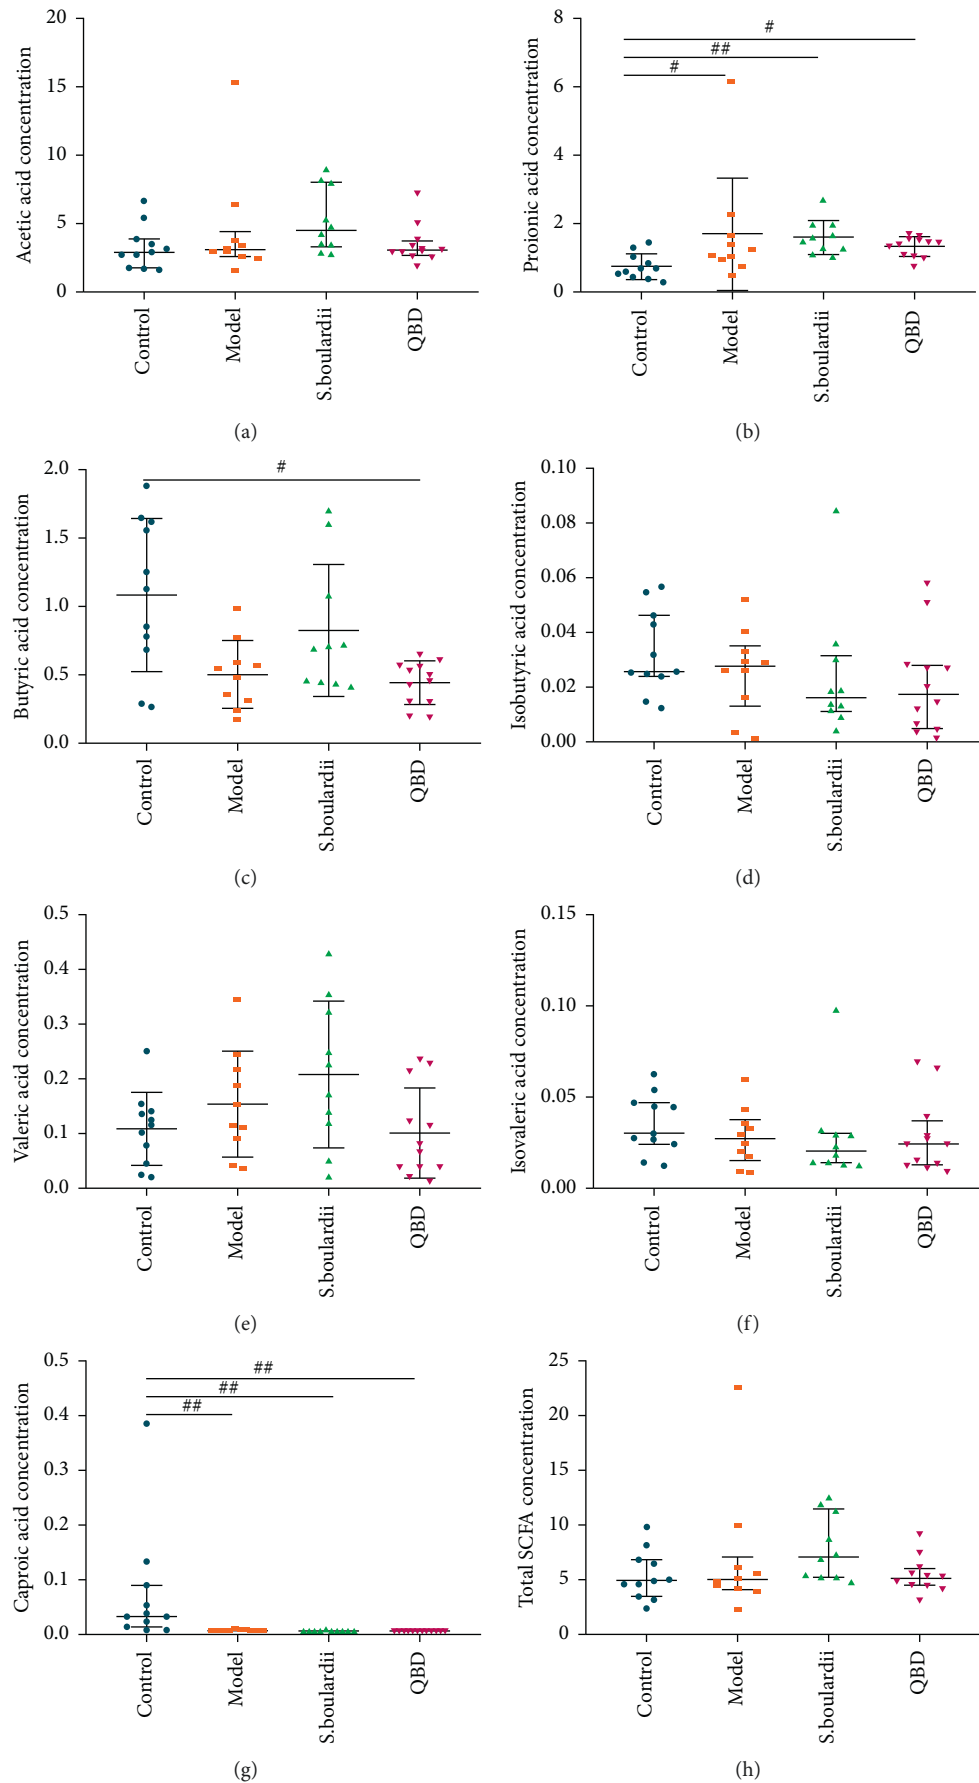 20
15
10
5
0
Acetic acid concentration
Control
Model
S.boulardii
QBD
(a)
8
6
4
2
0
Proionic acid concentration
#
##
#
Control
Model
S.boulardii
QBD
(b)
2.0
1.5
1.0
0.5
0.0
Butyric acid concentration
#
Control
Model
S.boulardii
QBD
(c)
0.10
0.08
0.06
0.04
0.02
0.00
Isobutyric acid concentration
Control
Model
S.boulardii
QBD
(d)
0.5
0.4
0.3
0.2
0.1
0.0
Valeric acid concentration
Control
Model
S.boulardii
QBD
(e)
0.15
0.10
0.05
0.00
Isovaleric acid concentration
Control
Model
S.boulardii
QBD
(f)
0.5
0.4
0.3
0.2
0.1
0.0
Caproic acid concentration
##
##
##
Control
Model
S.boulardii
QBD
(g)
25
20
15
10
5
0
Total SCFA concentration
Control
Model
S.boulardii
QBD
(h)